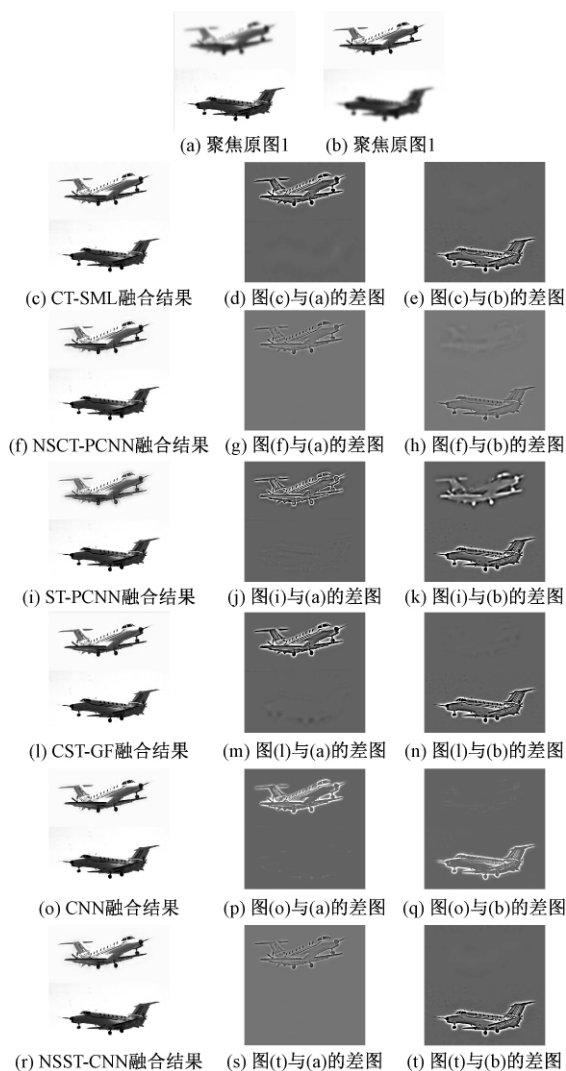 (a) 聚焦原图1
(b) 聚焦原图1
(c) CT-SML融合结果
(d) 图(c)与(a)的差图
(e) 图(c)与(b)的差图
(f) NSCT-PCNN融合结果
(g) 图(f)与(a)的差图
(h) 图(f)与(b)的差图
(i) ST-PCNN融合结果
(j) 图(i)与(a)的差图
(k) 图(i)与(b)的差图
(l) CST-GF融合结果
(m) 图(l)与(a)的差图
(n) 图(l)与(b)的差图
(o) CNN融合结果
(p) 图(o)与(a)的差图
(q) 图(o)与(b)的差图
(r) NSST-CNN融合结果
(s) 图(t)与(a)的差图
(t) 图(t)与(b)的差图